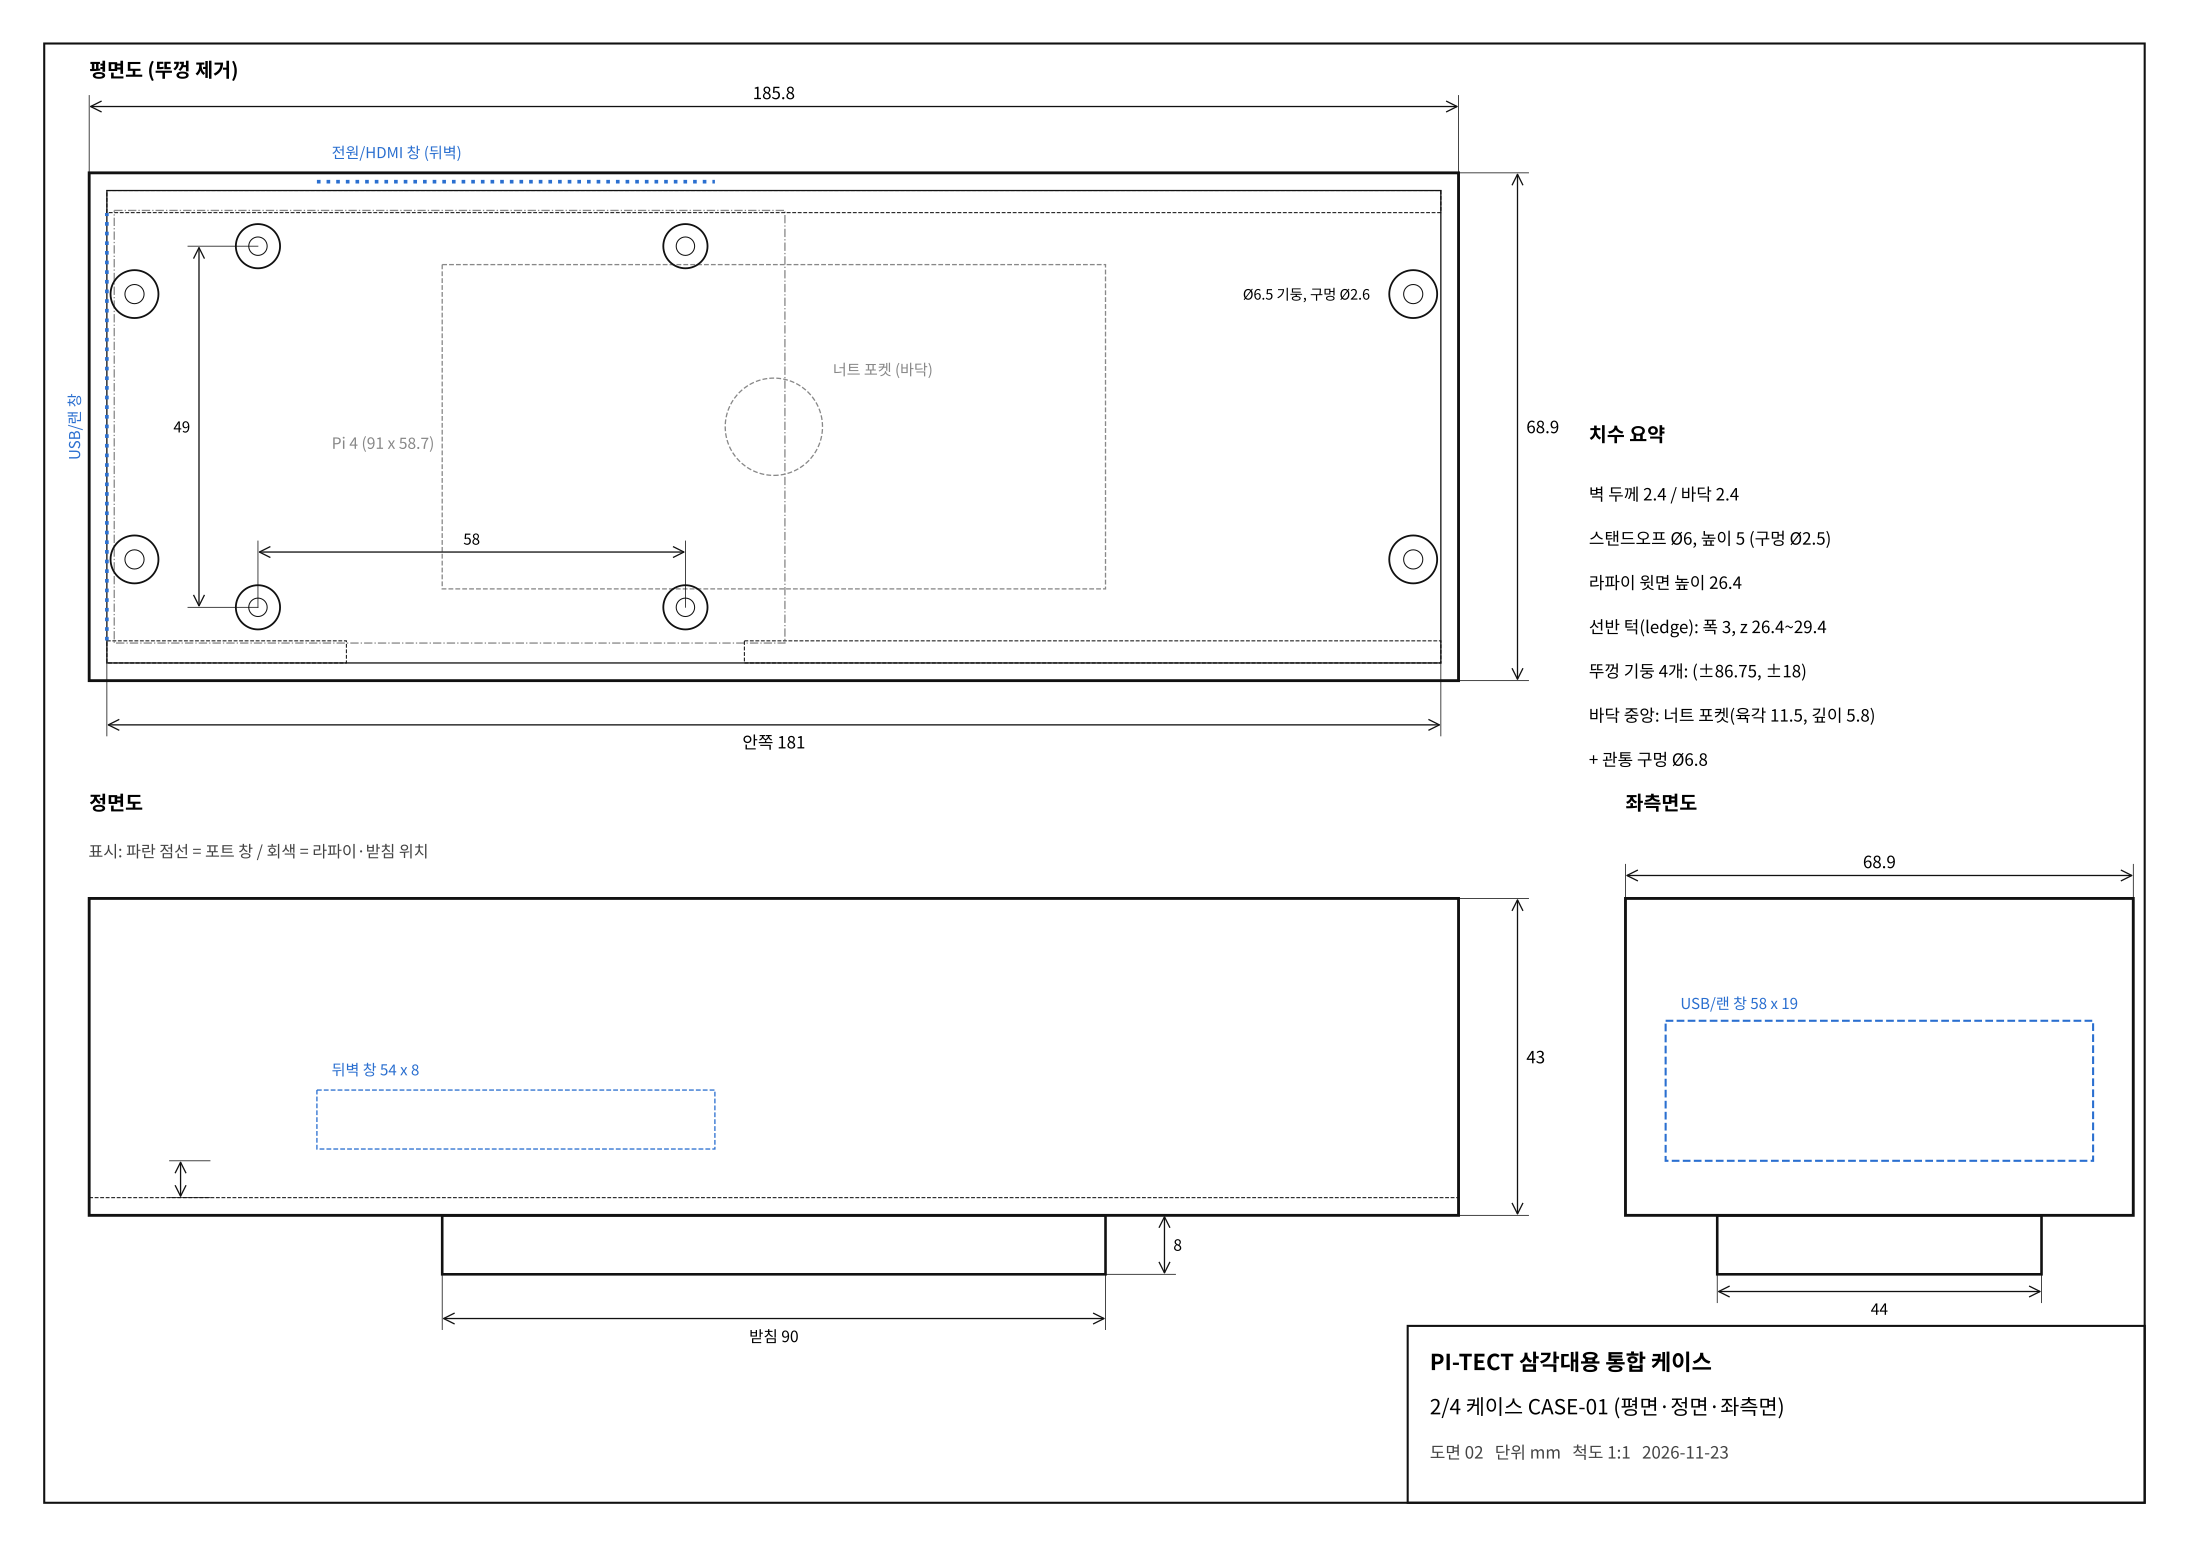 평면도 (뚜껑 제거)
185.8
전원/HDMI 창 (뒤벽)
Ø6.5 기둥, 구멍 Ø2.6
너트 포켓 (바닥)
USB/랜 창
49
Pi 4 (91 x 58.7)
68.9
58
안쪽 181
치수 요약
벽 두께 2.4 / 바닥 2.4
스탠드오프 Ø6, 높이 5 (구멍 Ø2.5)
라파이 윗면 높이 26.4
선반 턱(ledge): 폭 3, z 26.4~29.4
뚜껑 기둥 4개: (±86.75, ±18)
바닥 중앙: 너트 포켓(육각 11.5, 깊이 5.8)
+ 관통 구멍 Ø6.8
정면도
표시: 파란 점선 = 포트 창 / 회색 = 라파이·받침 위치
뒤벽 창 54 x 8
43
8
받침 90
좌측면도
68.9
USB/랜 창 58 x 19
44
PI-TECT 삼각대용 통합 케이스
2/4 케이스 CASE-01 (평면·정면·좌측면)
도면 02 단위 mm 척도 1:1 2026-11-23